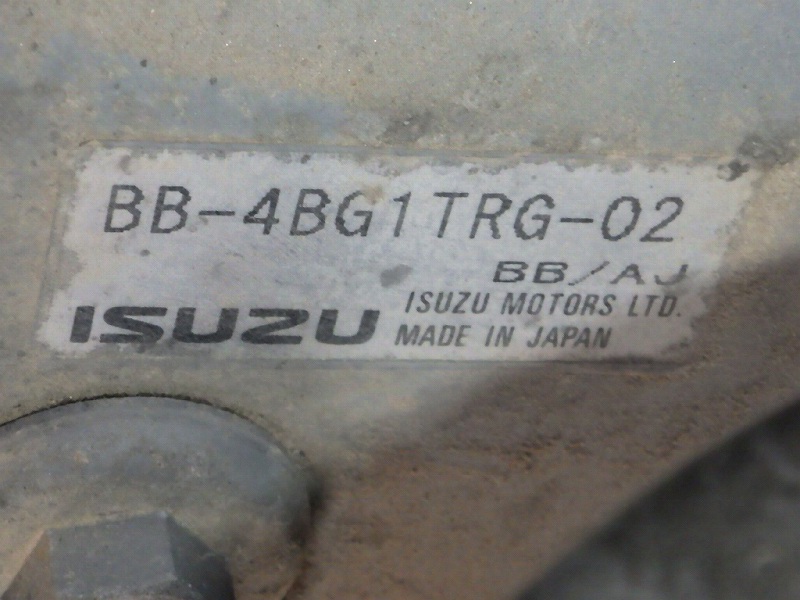 BB-4BG1TRG-02
BB/AJ
ISUZU ISUZU MOTORS LTD.
MADE IN JAPAN